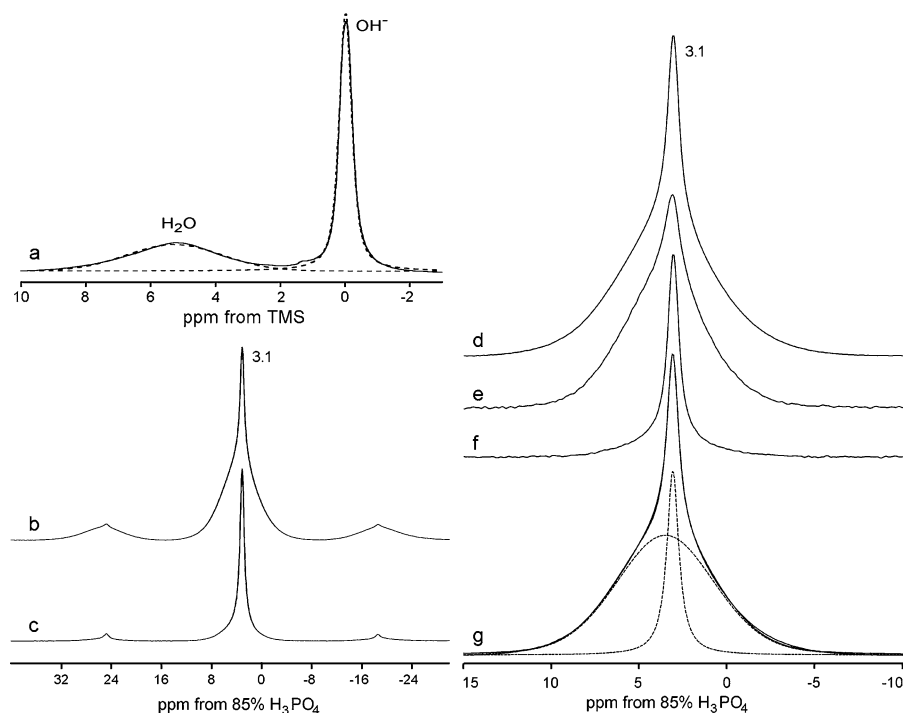 OH⁻
H₂O
a
10 8 6 4 2 0 -2
ppm from TMS
3.1
b
c
32 24 16 8 0 -8 -16 -24
ppm from 85% H₃PO₄
3.1
d
e
f
g
15 10 5 0 -5 -10
ppm from 85% H₃PO₄